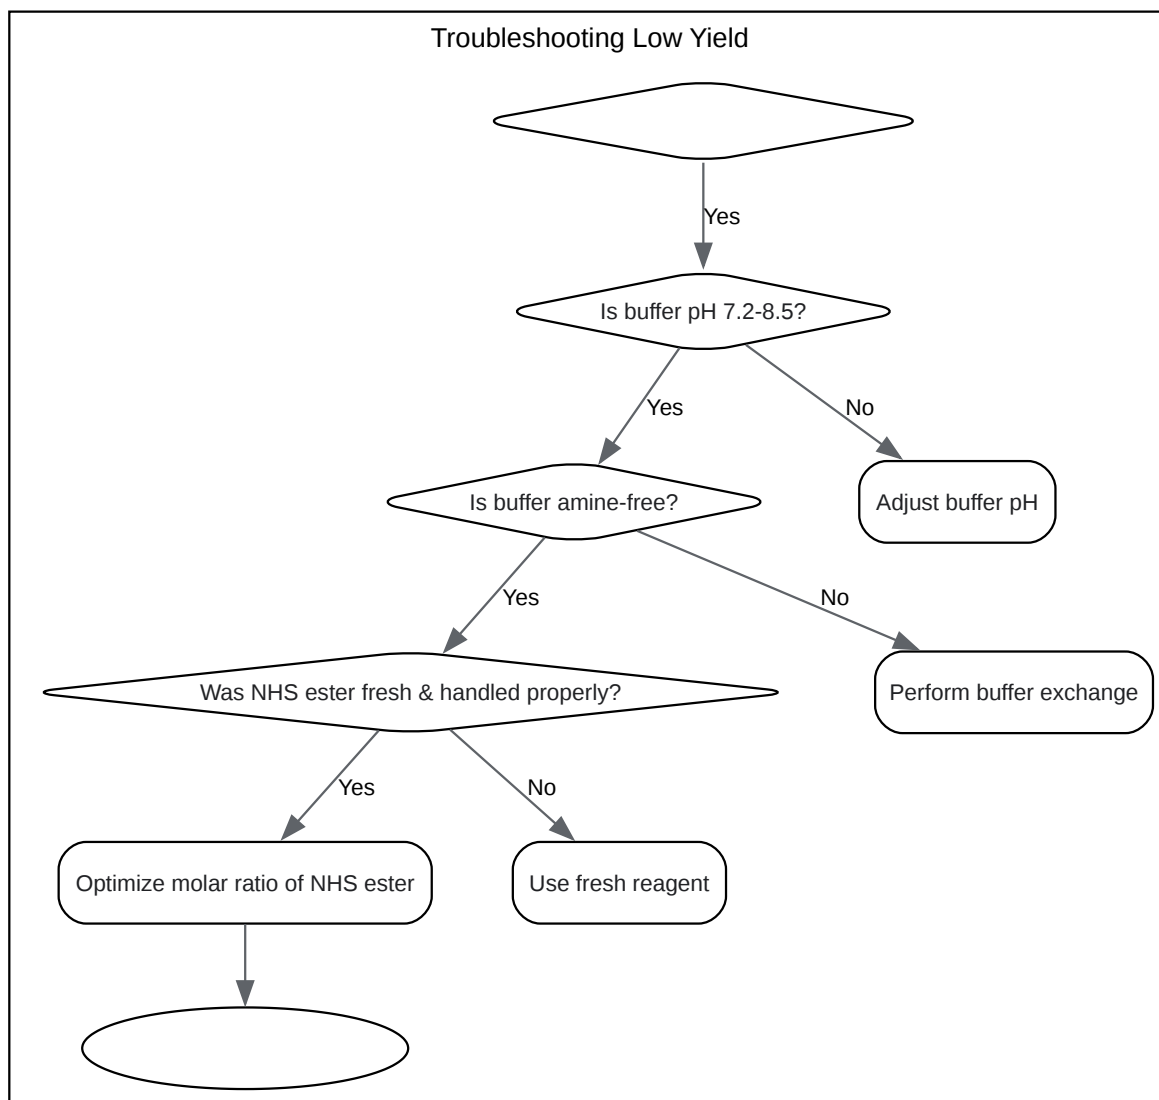 Troubleshooting Low Yield
Yes
Is buffer pH 7.2-8.5?
Yes
No
Is buffer amine-free?
Adjust buffer pH
Yes
No
Was NHS ester fresh & handled properly?
Perform buffer exchange
Yes
No
Optimize molar ratio of NHS ester
Use fresh reagent